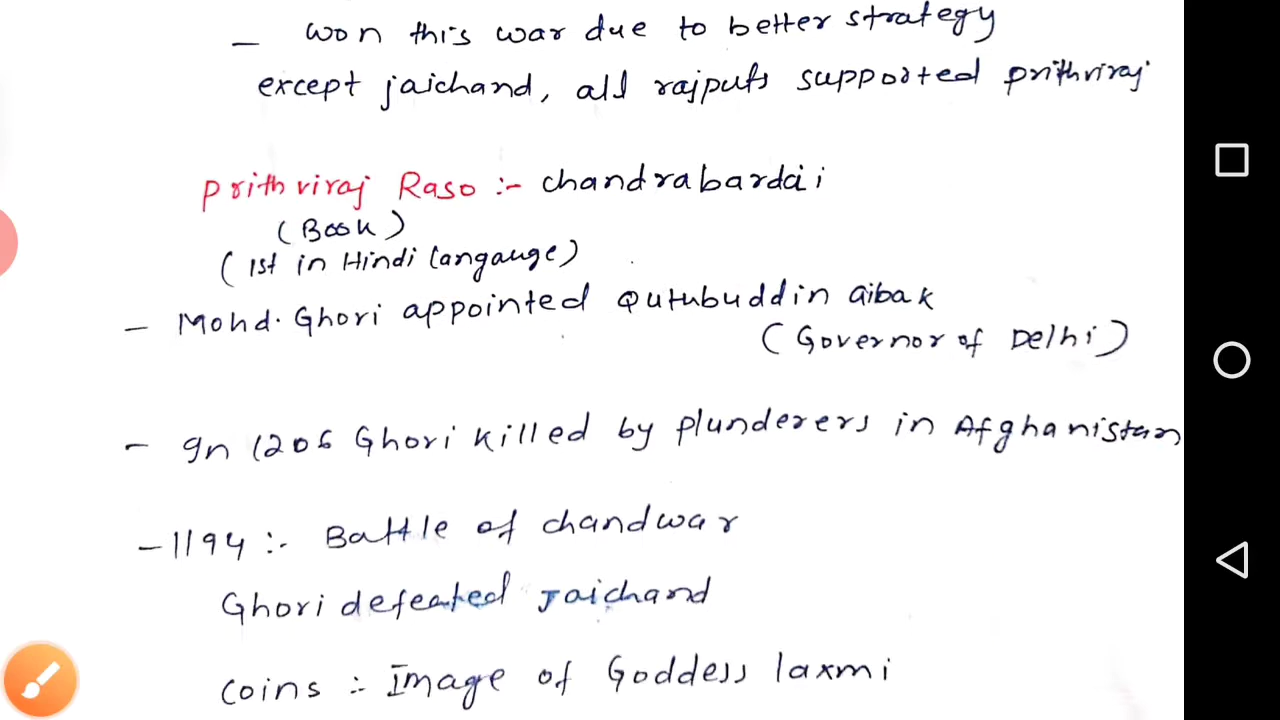 - won this war due to better strategy
except jaichand, all rajputs supported prithviraj
Prithviraj Raso :- chandrabardai
(Book)
(1st in Hindi Langauge)
- Mohd. Ghori appointed Qutubuddin aibak
(Governor of Delhi)
- In 1206 Ghori killed by plunderers in Afghanistan
- 1194 :- Battle of chandwar
Ghori defeated Jaichand
coins :- Image of Goddess laxmi